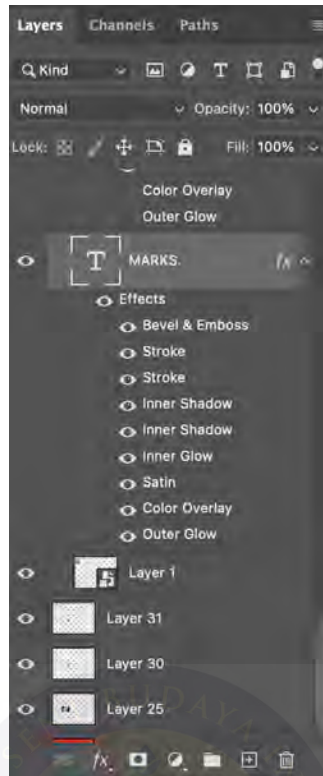 Layers Channels Paths
Q Kind T
Normal Opacity: 100%
Lock: Fill: 100%
Color Overlay
Outer Glow
T MARKS. fx
Effects
Bevel & Emboss
Stroke
Stroke
Inner Shadow
Inner Shadow
Inner Glow
Satin
Color Overlay
Outer Glow
Layer 1
Layer 31
Layer 30
Layer 25
fx